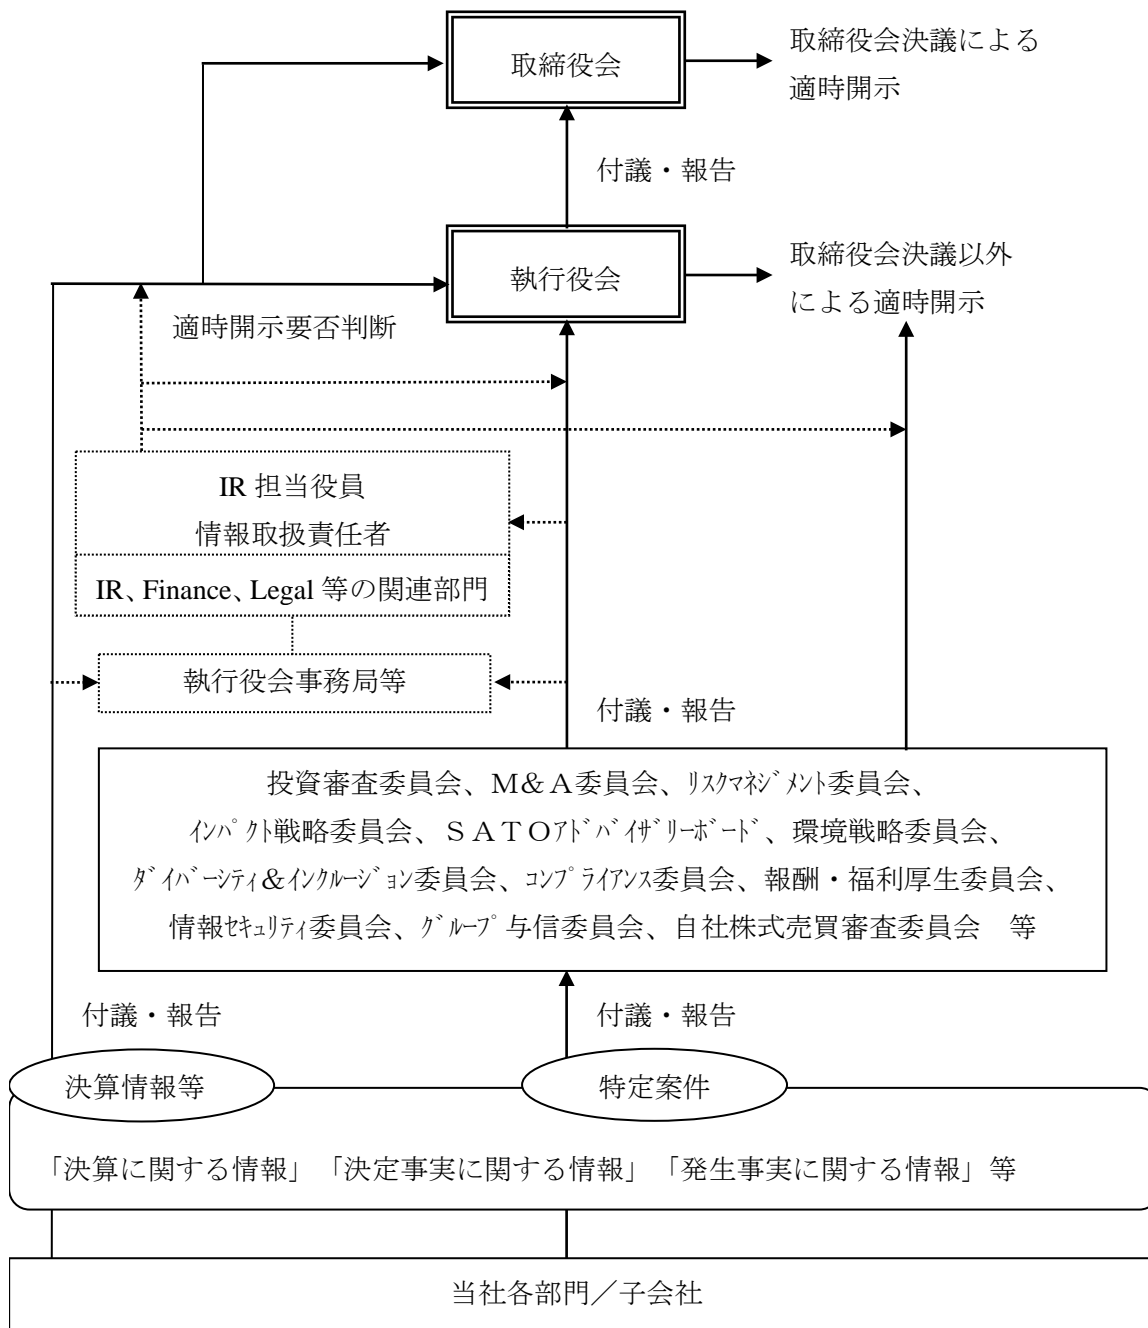 取締役会
取締役会決議による
適時開示
付議・報告
執行役会
取締役会決議以外
による適時開示
適時開示要否判断
IR 担当役員
情報取扱責任者
IR、Finance、Legal 等の関連部門
執行役会事務局等
付議・報告
投資審査委員会、M&A委員会、ﾘｽｸﾏﾈｼﾞﾒﾝﾄ委員会、
ｲﾝﾊﾟｸﾄ戦略委員会、SATOｱﾄﾞﾊﾞｲｻﾞﾘｰﾎﾞｰﾄﾞ、環境戦略委員会、
ﾀﾞｲﾊﾞｰｼﾃｨ&ｲﾝｸﾙｰｼﾞｮﾝ委員会、ｺﾝﾌﾟﾗｲｱﾝｽ委員会、報酬・福利厚生委員会、
情報ｾｷｭﾘﾃｨ委員会、ｸﾞﾙｰﾌﾟ与信委員会、自社株式売買審査委員会　等
付議・報告
付議・報告
決算情報等
特定案件
「決算に関する情報」「決定事実に関する情報」「発生事実に関する情報」等
当社各部門／子会社